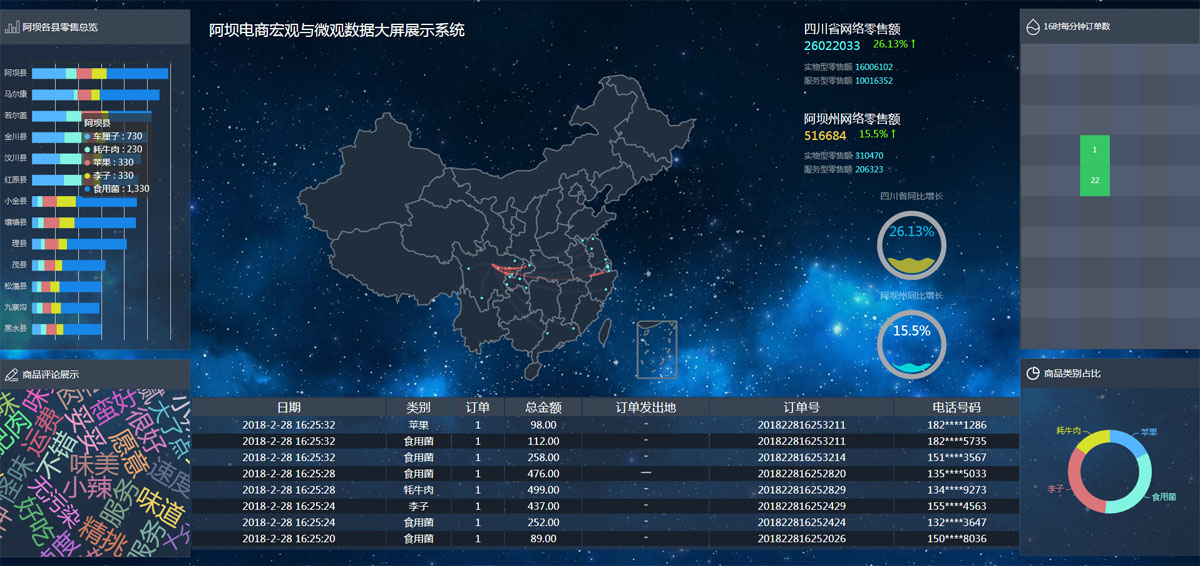 阿坝各县零售总览
阿坝县
马尔康
若尔盖
金川县
汶川县
红原县
小金县
壤塘县
理县
茂县
松潘县
九寨沟
黑水县
阿坝县
车厘子 : 730
牦牛肉 : 230
苹果 : 330
李子 : 330
食用菌 : 1,330
商品评论展示
味美
小辣
愿意
不错
味道
服务
无污染
好吃
精挑
很好
蛮好
运费
速度
服务
怪味
阿坝电商宏观与微观数据大屏展示系统
四川省网络零售额
26022033 26.13%↑
实物型零售额 16006102
服务型零售额 10016352
阿坝州网络零售额
516684 15.5%↑
实物型零售额 310470
服务型零售额 206323
四川省同比增长
26.13%
阿坝州同比增长
15.5%
日期 类别 订单 总金额 订单发出地 订单号 电话号码
2018-2-28 16:25:32 苹果 1 98.00 - 201822816253211 182****1286
2018-2-28 16:25:32 食用菌 1 112.00 - 201822816253211 182****5735
2018-2-28 16:25:32 食用菌 1 258.00 - 201822816253214 151****3567
2018-2-28 16:25:28 食用菌 1 476.00 — 201822816252820 135****5033
2018-2-28 16:25:28 牦牛肉 1 499.00 - 201822816252829 134****9273
2018-2-28 16:25:24 李子 1 437.00 - 201822816252429 155****4563
2018-2-28 16:25:24 食用菌 1 252.00 - 201822816252424 132****3647
2018-2-28 16:25:20 食用菌 1 89.00 - 201822816252026 150****8036
16时每分钟订单数
1
22
商品类别占比
牦牛肉
苹果
李子
食用菌